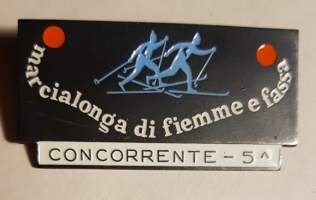 marcialonga di fiemme e fassa
CONCORRENTE - 5^